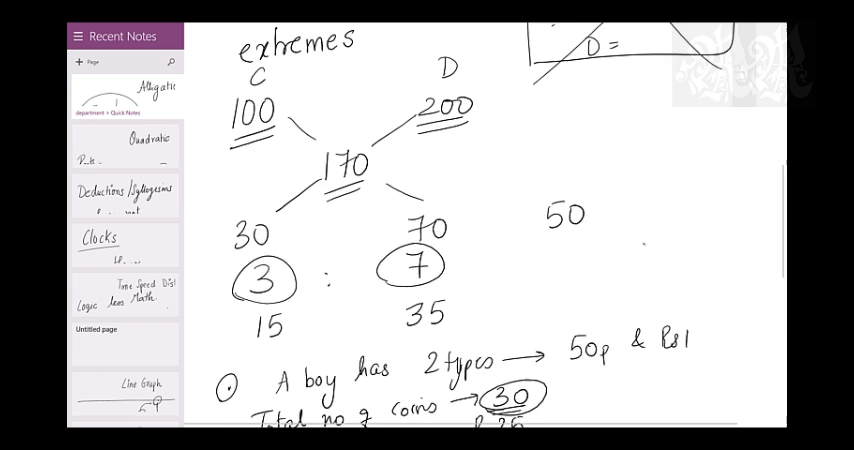 Recent Notes
+ Page
Alligatio
department > Quick Notes
Quadratic
Deductions/Syllogisms
Clocks
Time Speed Dist
Logic less Math.
Untitled page
Line Graph
extremes
D =
C D
100 200
170
30 70 50
3 : 7
15 35
A boy has 2 types → 50p & Rs 1
Total no of coins → 30